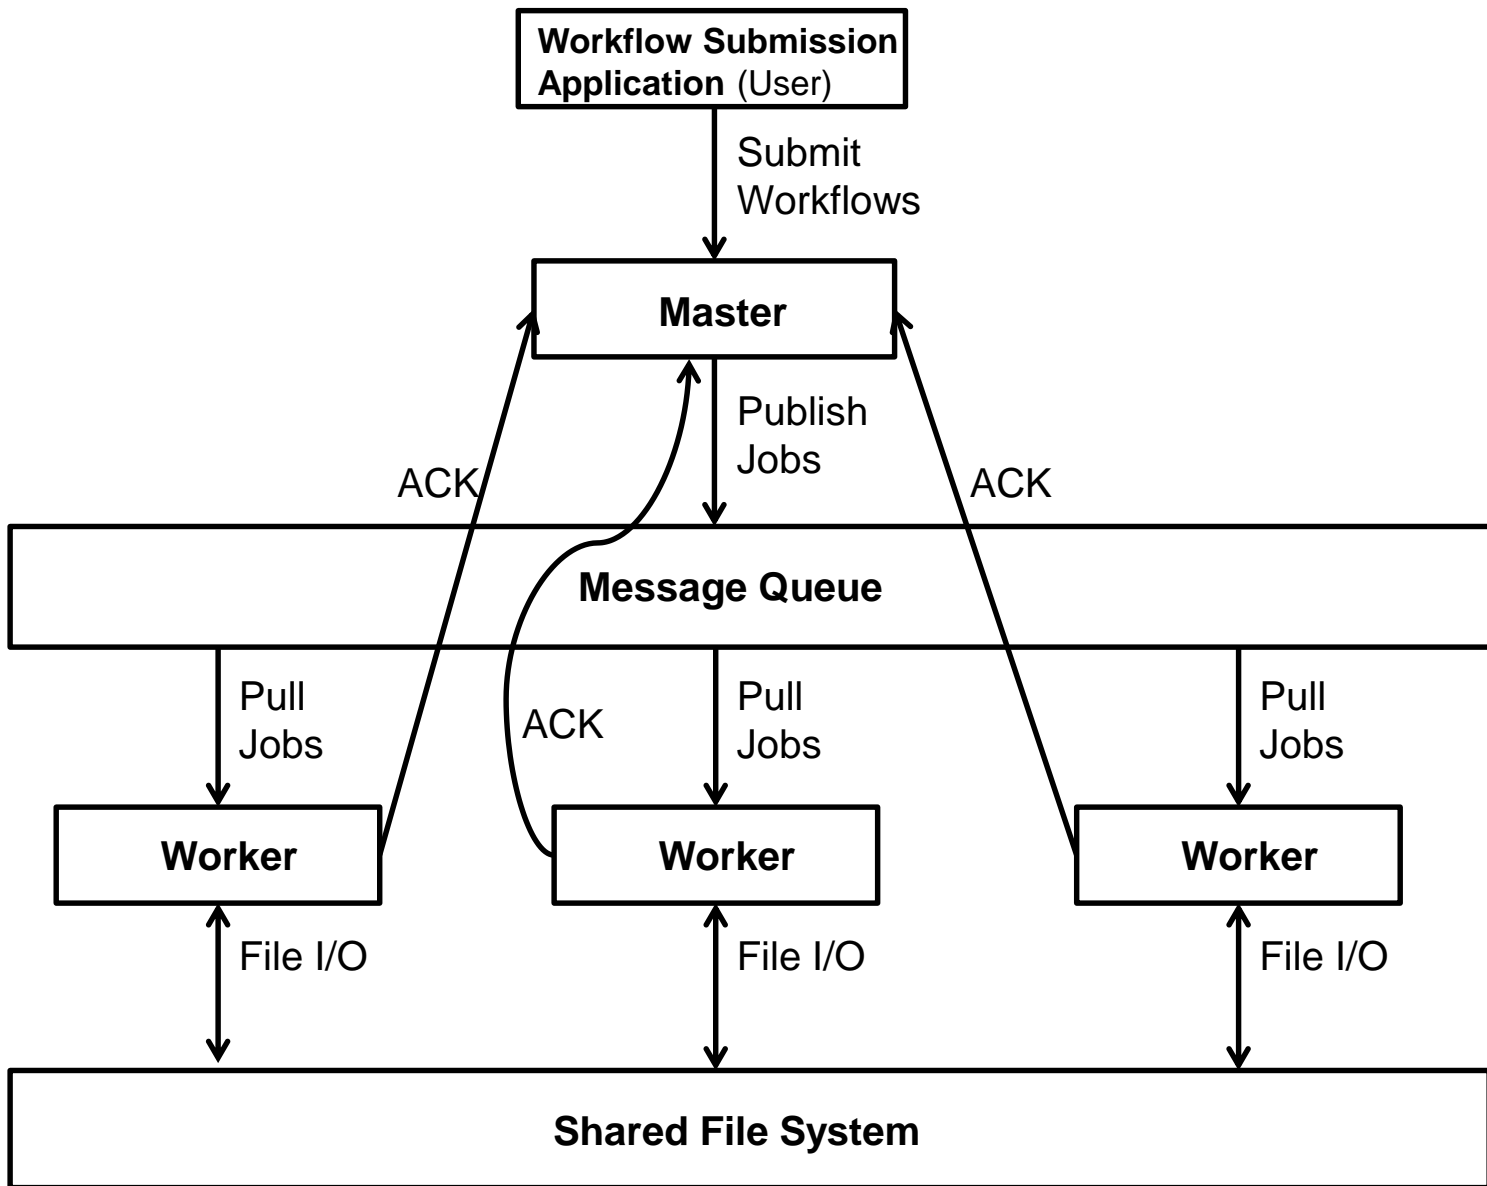 Workflow Submission
Application (User)
Submit
Workflows
Master
Publish
Jobs
ACK
ACK
Message Queue
Pull
Jobs
ACK
Pull
Jobs
Pull
Jobs
Worker
Worker
Worker
File I/O
File I/O
File I/O
Shared File System